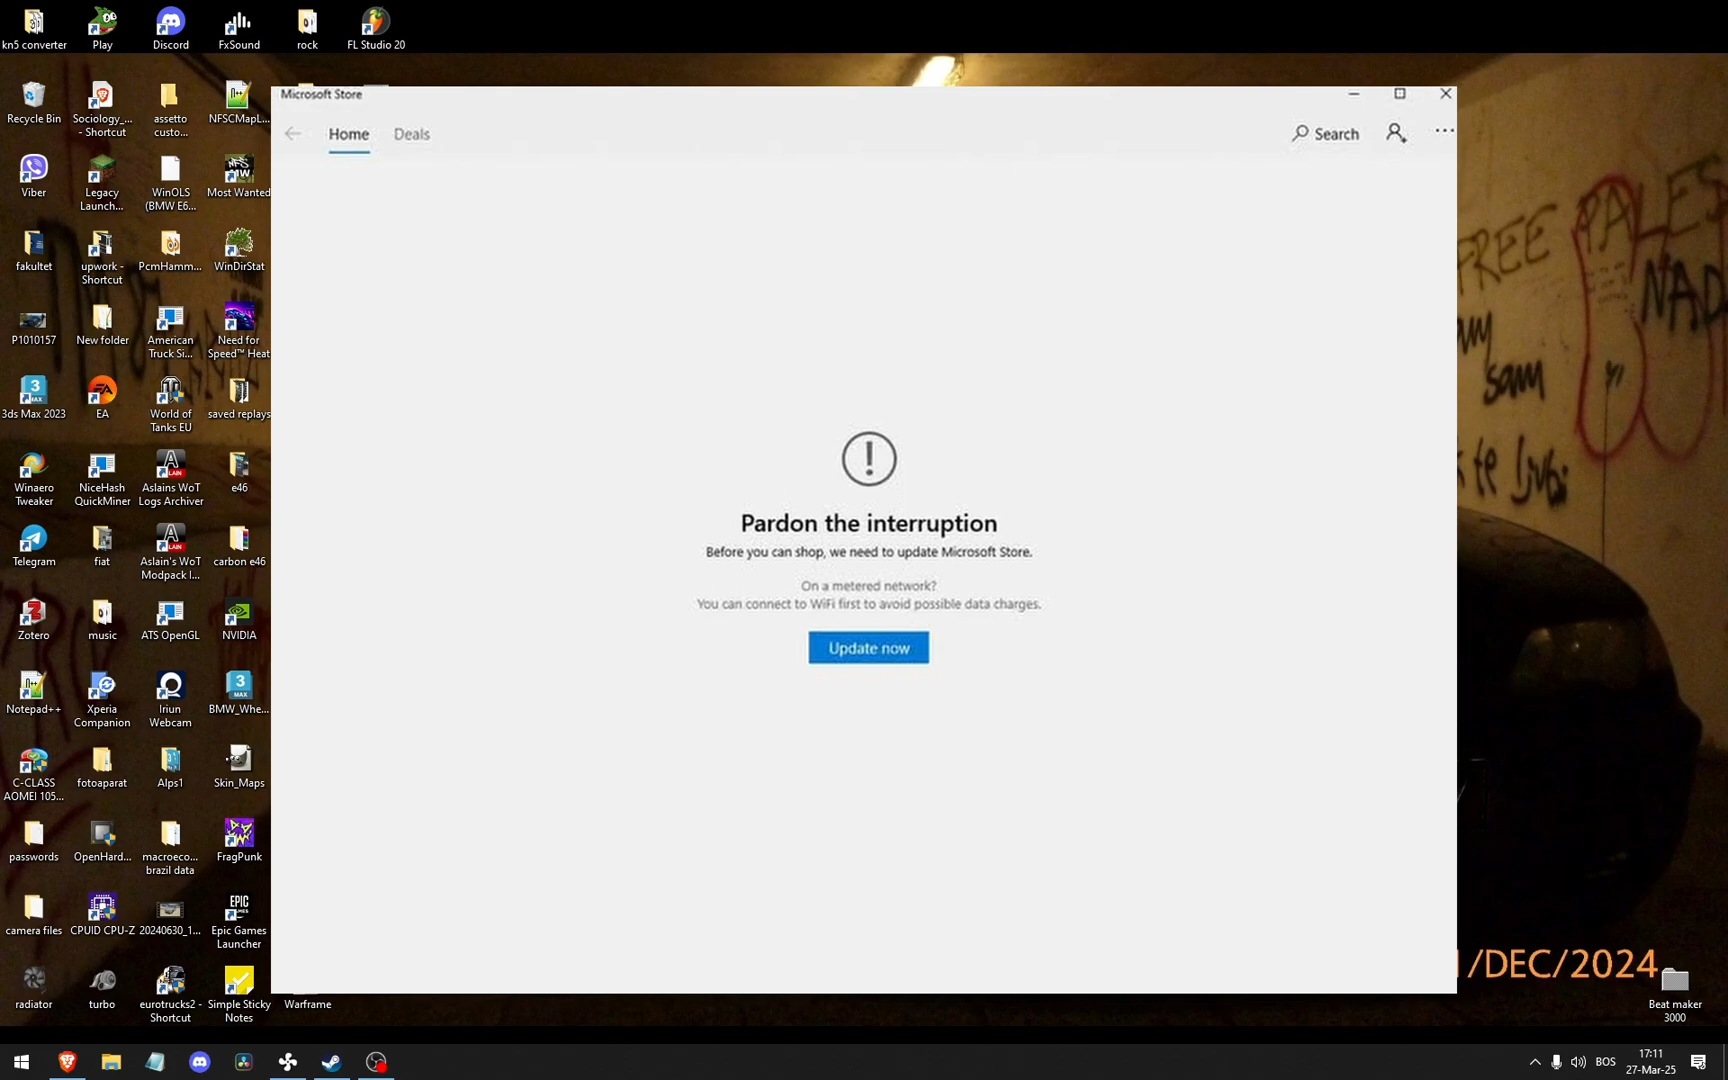 kn5 converter
Play
Discord
FxSound
rock
FL Studio 20
Recycle Bin
Sociology_...
- Shortcut
assetto
custo...
NFSCMapL...
Viber
Legacy
Launch...
WinOLS
(BMW E6...
Most Wanted
fakultet
upwork -
Shortcut
PcmHamm...
WinDirStat
P1010157
New folder
American
Truck Si...
Need for
Speed™ Heat
3ds Max 2023
EA
World of
Tanks EU
saved replays
Winaero
Tweaker
NiceHash
QuickMiner
Aslains WoT
Logs Archiver
e46
Telegram
fiat
Aslain's WoT
Modpack I...
carbon e46
Zotero
music
ATS OpenGL
NVIDIA
Notepad++
Xperia
Companion
Iriun
Webcam
BMW_Whe...
C-CLASS
AOMEI 105...
fotoaparat
Alps1
Skin_Maps
passwords
OpenHard...
macroeco...
brazil data
FragPunk
camera files
CPUID CPU-Z
20240630_1...
Epic Games
Launcher
radiator
turbo
eurotrucks2 -
Shortcut
Simple Sticky
Notes
Warframe
Microsoft Store
Home
Deals
Search
Pardon the interruption
Before you can shop, we need to update Microsoft Store.
On a metered network?
You can connect to WiFi first to avoid possible data charges.
Update now
FREE
sam
te ljubi
/DEC/2024
Beat maker
3000
BOS
17:11
27-Mar-25